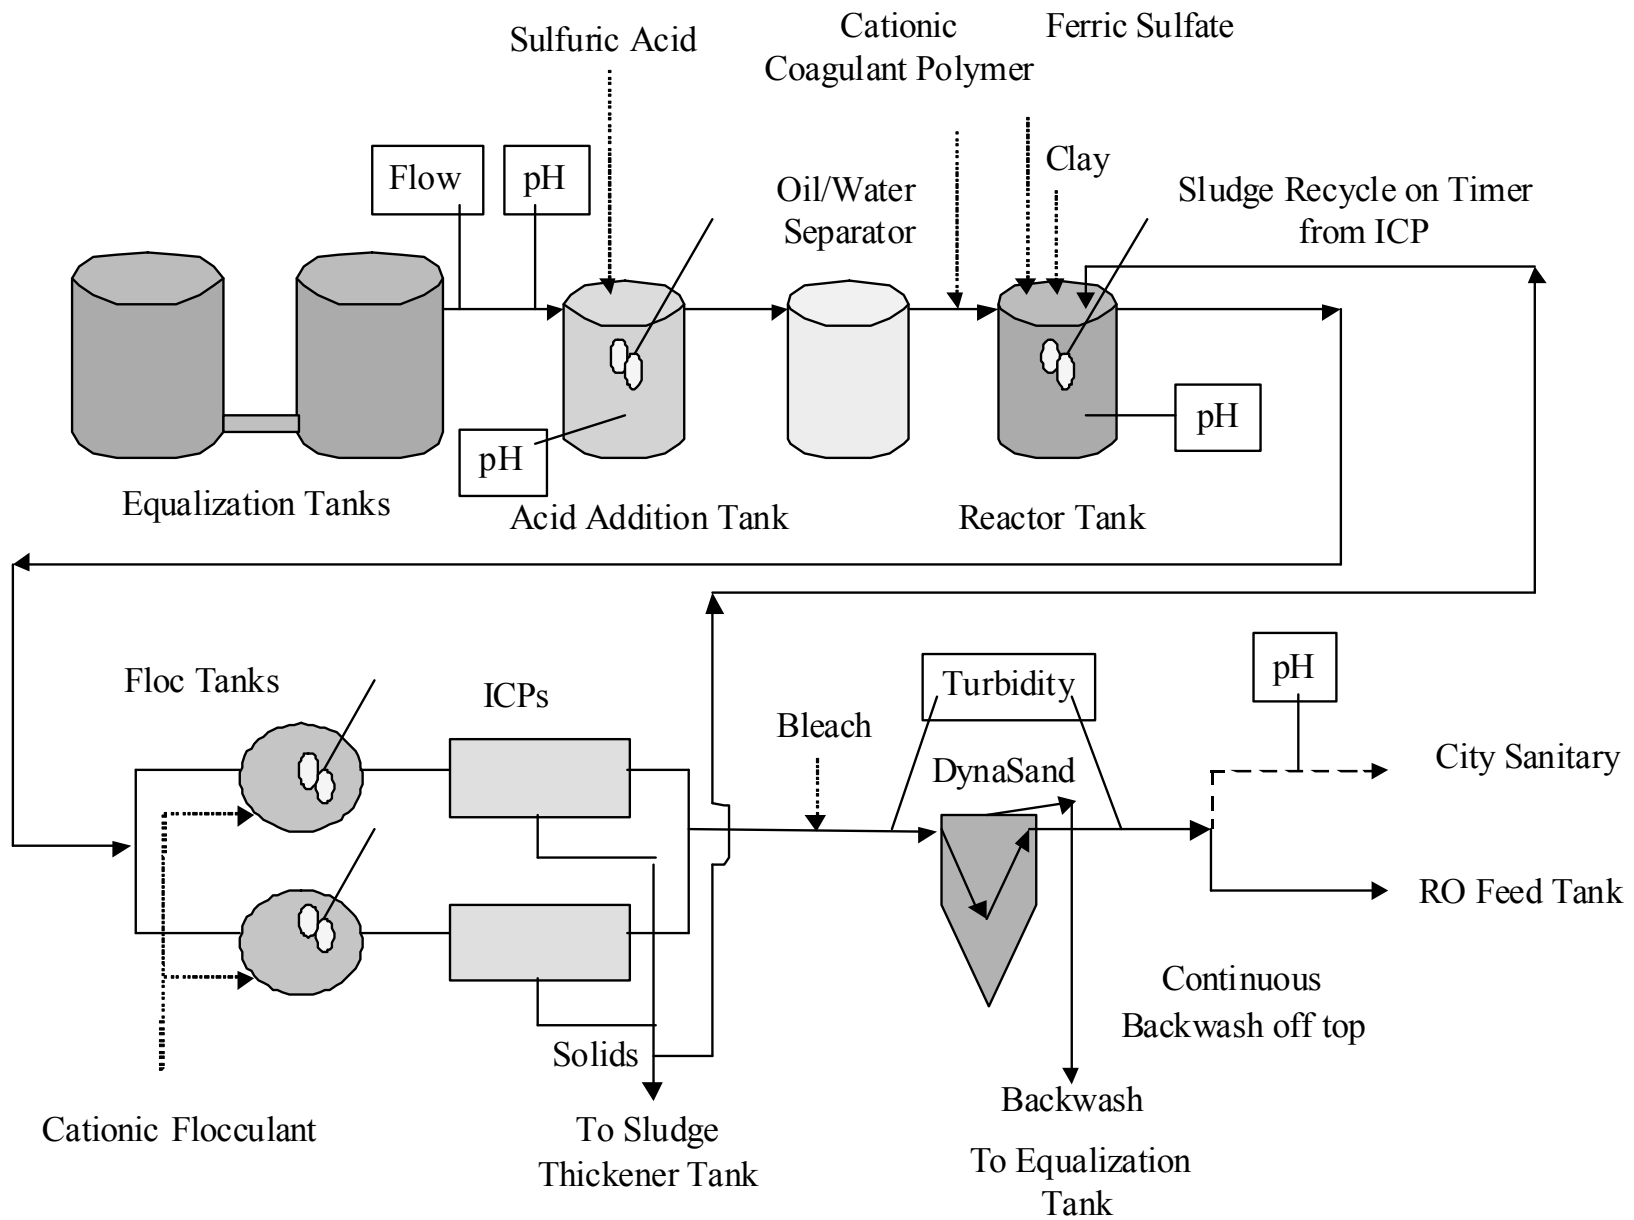 Sulfuric Acid
Cationic
Coagulant Polymer
Ferric Sulfate
Flow
pH
Oil/Water
Separator
Clay
Sludge Recycle on Timer
from ICP
pH
pH
Equalization Tanks
Acid Addition Tank
Reactor Tank
Floc Tanks
ICPs
Bleach
Turbidity
DynaSand
pH
City Sanitary
RO Feed Tank
Continuous
Backwash off top
Solids
Cationic Flocculant
To Sludge
Thickener Tank
Backwash
To Equalization
Tank